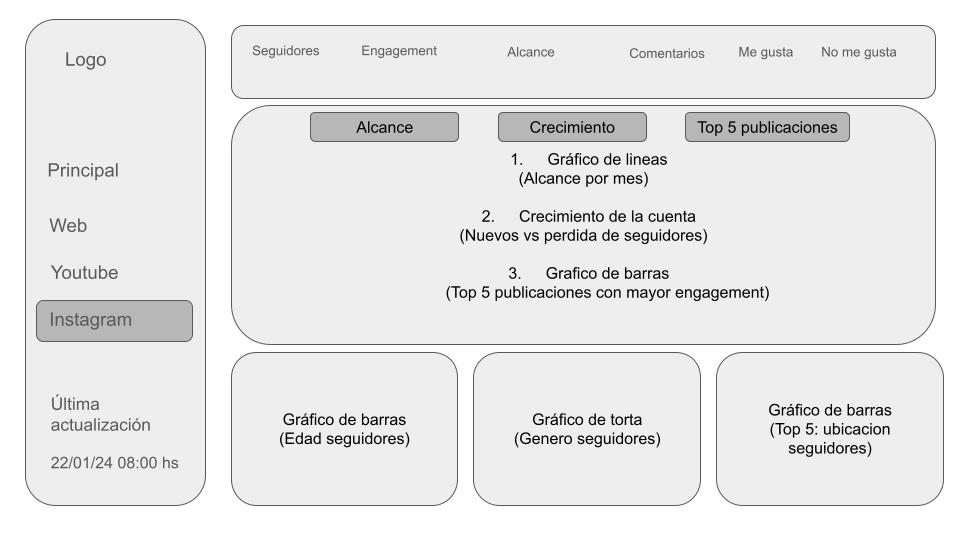 Logo
Principal
Web
Youtube
Instagram
Última
actualización
22/01/24 08:00 hs
Seguidores
Engagement
Alcance
Comentarios
Me gusta
No me gusta
Alcance
Crecimiento
Top 5 publicaciones
1. Gráfico de lineas
(Alcance por mes)
2. Crecimiento de la cuenta
(Nuevos vs perdida de seguidores)
3. Grafico de barras
(Top 5 publicaciones con mayor engagement)
Gráfico de barras
(Edad seguidores)
Gráfico de torta
(Genero seguidores)
Gráfico de barras
(Top 5: ubicacion
seguidores)